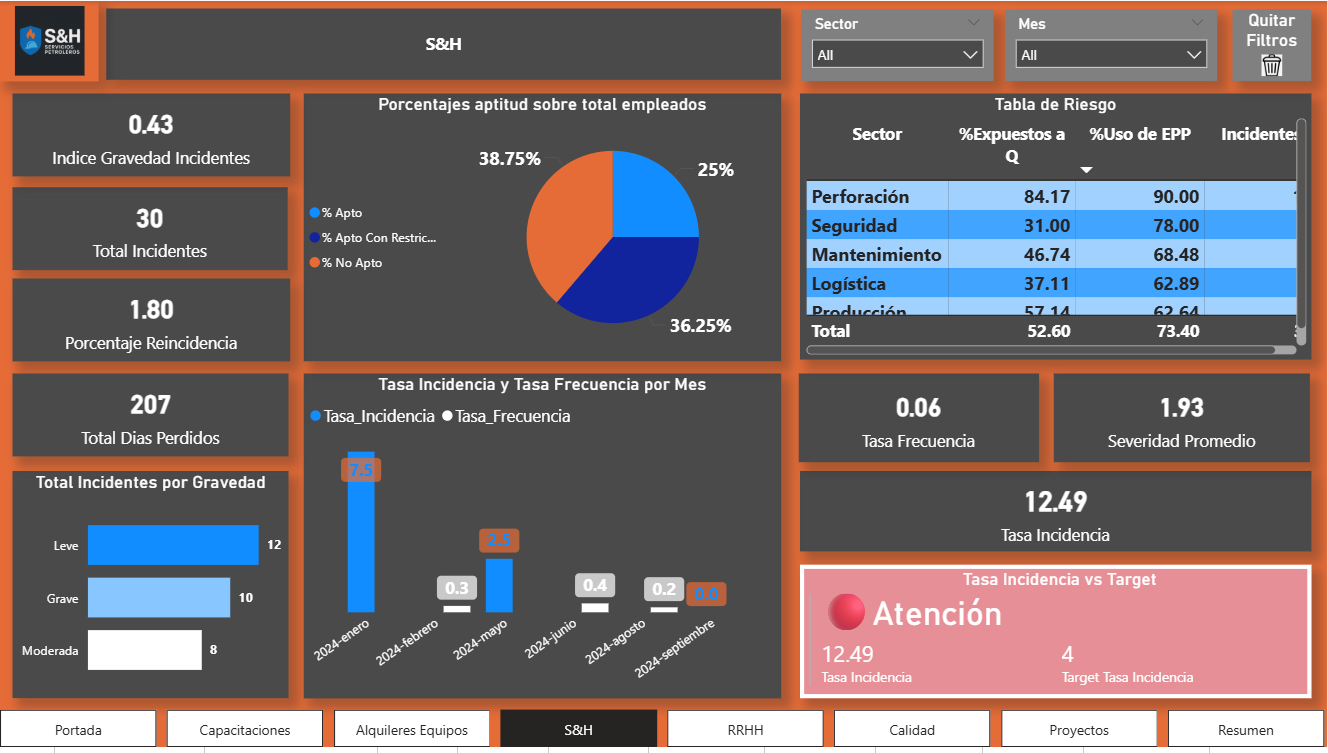 S&H
SERVICIOS
PETROLEROS
S&H
Sector
All
Mes
All
Quitar
Filtros
0.43
Indice Gravedad Incidentes
30
Total Incidentes
1.80
Porcentaje Reincidencia
207
Total Dias Perdidos
Total Incidentes por Gravedad
Leve 12
Grave 10
Moderada 8
Porcentajes aptitud sobre total empleados
38.75%
25%
36.25%
% Apto
% Apto Con Restric...
% No Apto
Tasa Incidencia y Tasa Frecuencia por Mes
Tasa_Incidencia Tasa_Frecuencia
7.5
0.3
2.5
0.4
0.2
0.0
2024-enero
2024-febrero
2024-mayo
2024-junio
2024-agosto
2024-septiembre
Tabla de Riesgo
Sector %Expuestos a Q %Uso de EPP Incidentes
Perforación 84.17 90.00
Seguridad 31.00 78.00
Mantenimiento 46.74 68.48
Logística 37.11 62.89
Producción 57.14 62.64
Total 52.60 73.40
0.06
Tasa Frecuencia
1.93
Severidad Promedio
12.49
Tasa Incidencia
Tasa Incidencia vs Target
Atención
12.49
Tasa Incidencia
4
Target Tasa Incidencia
Portada Capacitaciones Alquileres Equipos S&H RRHH Calidad Proyectos Resumen